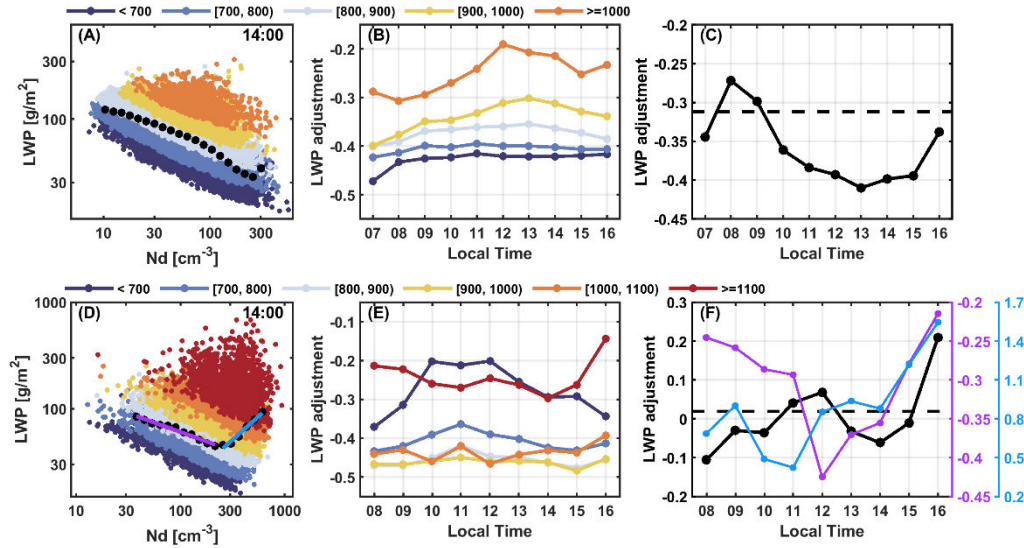 < 700 [700, 800) [800, 900) [900, 1000) >=1000
(A) 14:00
LWP [g/m²]
300
100
30
10 30 100 300
Nd [cm⁻³]
(B)
LWP adjustment
-0.2
-0.3
-0.4
-0.5
07 08 09 10 11 12 13 14 15 16
Local Time
(C)
LWP adjustment
-0.2
-0.25
-0.3
-0.35
-0.4
-0.45
07 08 09 10 11 12 13 14 15 16
Local Time
< 700 [700, 800) [800, 900) [900, 1000) [1000, 1100) >=1100
(D) 14:00
LWP [g/m²]
1000
300
100
30
10 30 100 300 1000
Nd [cm⁻³]
(E)
LWP adjustment
-0.1
-0.2
-0.3
-0.4
-0.5
08 09 10 11 12 13 14 15 16
Local Time
(F)
LWP adjustment
0.3
0.2
0.1
0
-0.1
-0.2
08 09 10 11 12 13 14 15 16
Local Time
-0.2
-0.25
-0.3
-0.35
-0.4
-0.45
1.7
1.4
1.1
0.8
0.5
0.2